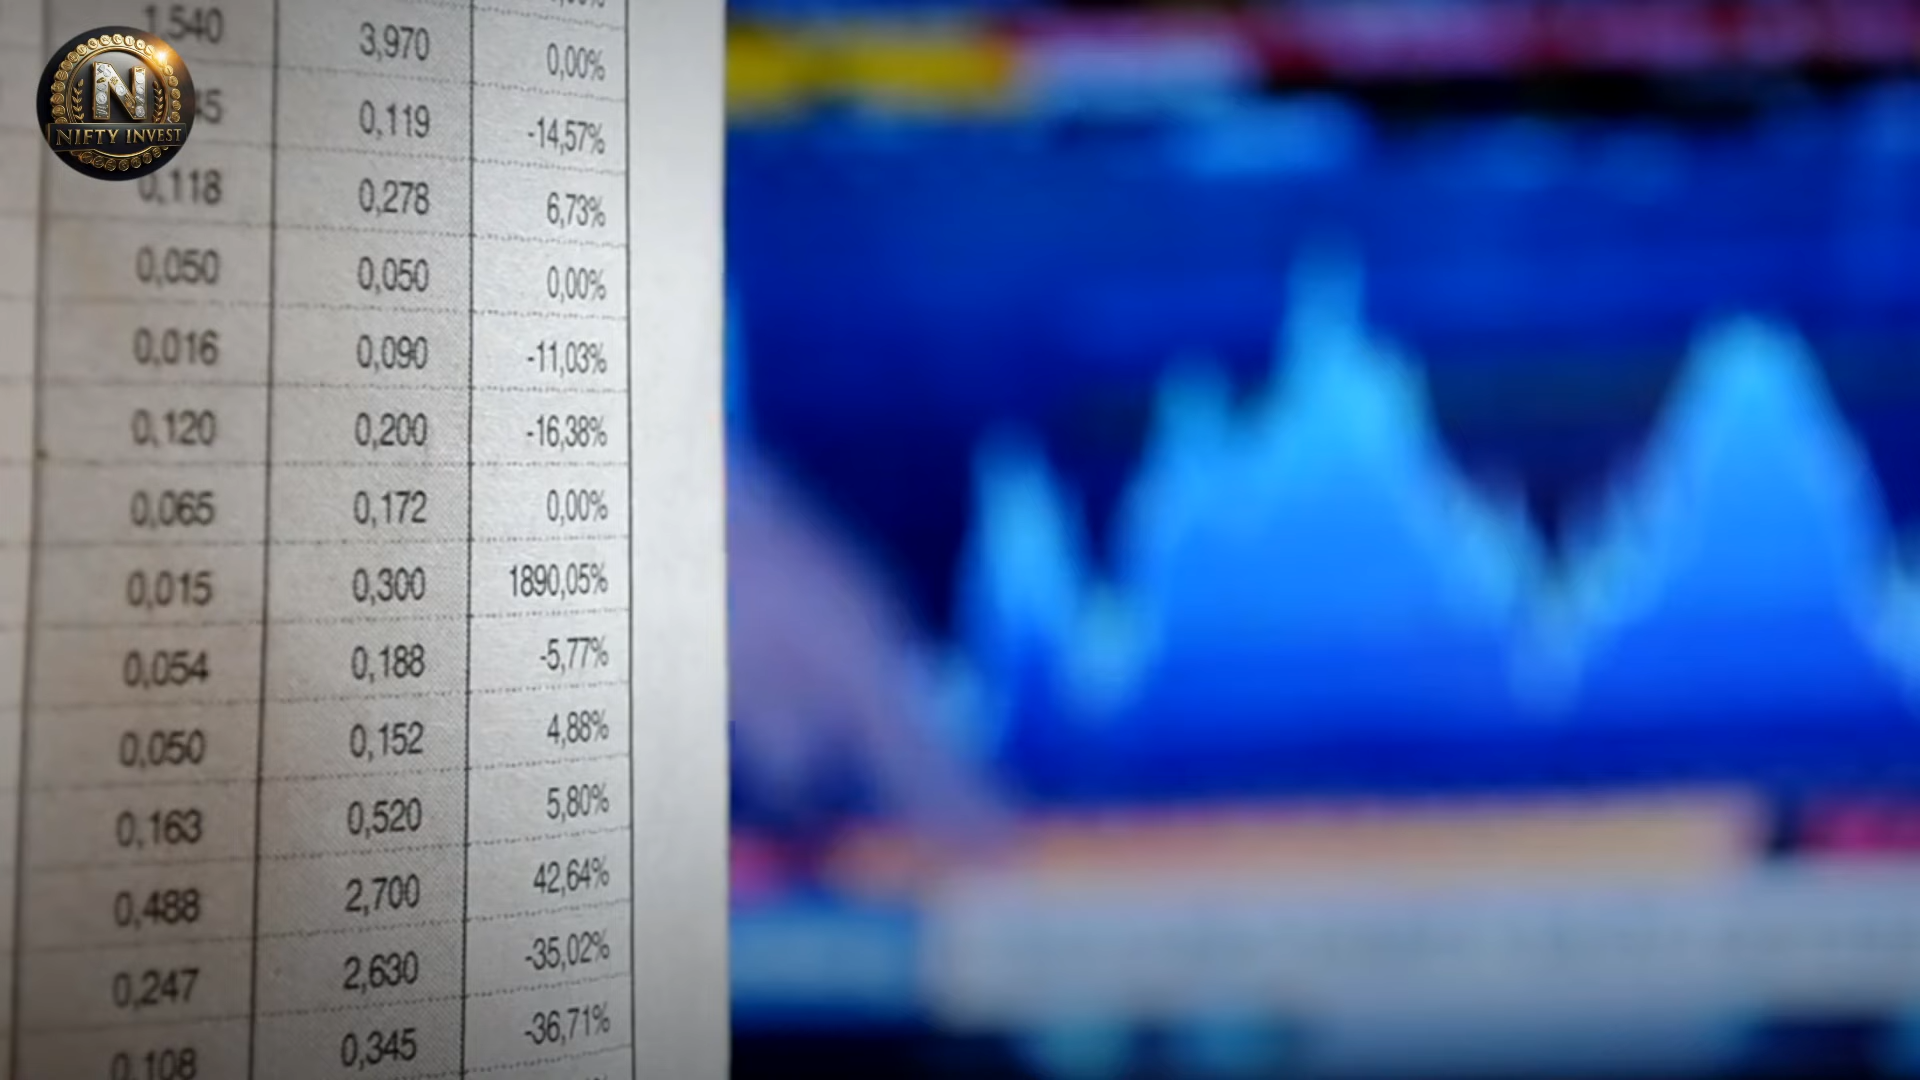 NIFTY INVEST
1,540 3,970 0,00%
45 0,119 -14,57%
0,118 0,278 6,73%
0,050 0,050 0,00%
0,016 0,090 -11,03%
0,120 0,200 -16,38%
0,065 0,172 0,00%
0,015 0,300 1890,05%
0,054 0,188 -5,77%
0,050 0,152 4,88%
0,163 0,520 5,80%
0,488 2,700 42,64%
0,247 2,630 -35,02%
0,108 0,345 -36,71%